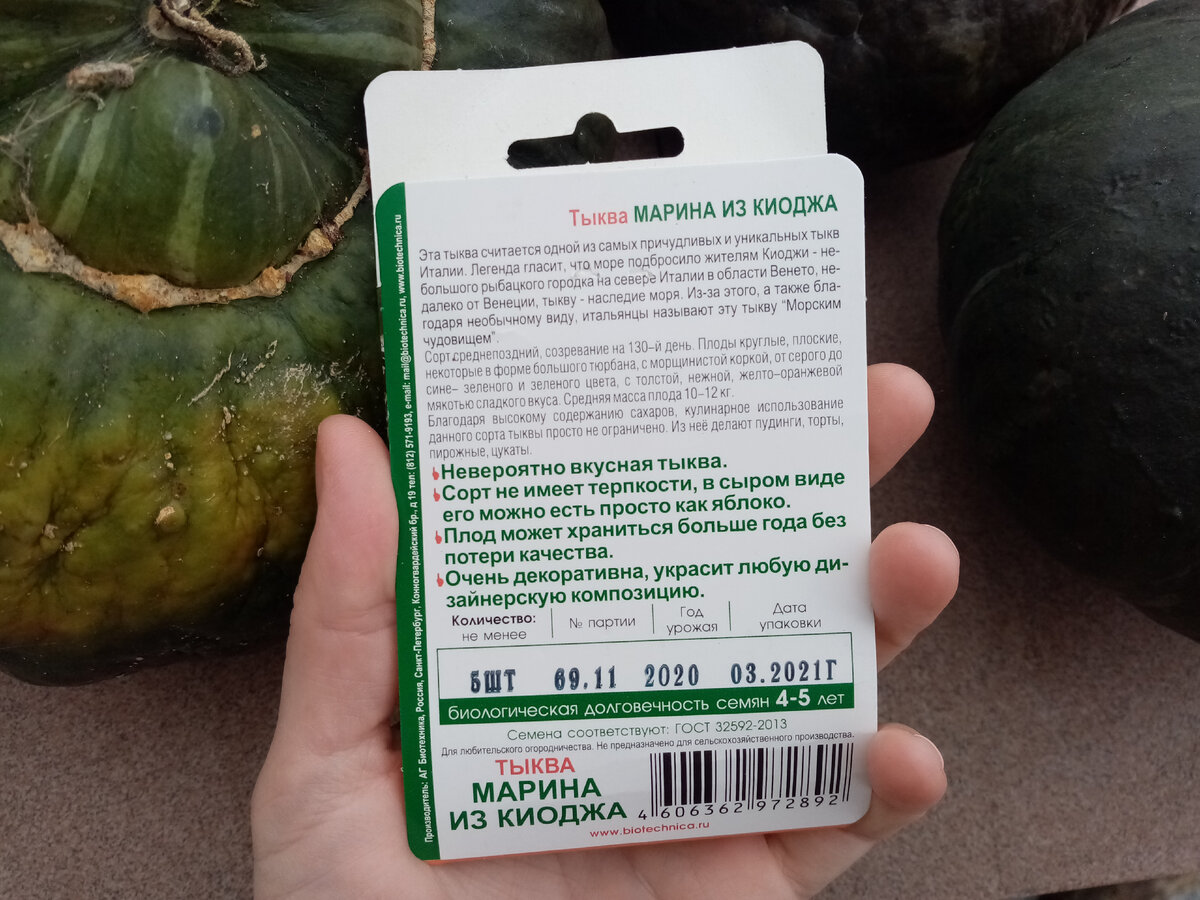 Тыква МАРИНА ИЗ КИОДЖА
Эта тыква считается одной из самых причудливых и уникальных тыкв
Италии. Легенда гласит, что море подбросило жителям Киоджи - не-
большого рыбацкого городка на севере Италии в области Венето, не-
далеко от Венеции, тыкву - наследие моря. Из-за этого, а также бла-
годаря необычному виду, итальянцы называют эту тыкву "Морским
чудовищем".
Сорт среднепоздний, созревание на 130-й день. Плоды круглые, плоские,
некоторые в форме большого тюрбана, с морщинистой коркой, от серого до
сине- зеленого и зеленого цвета, с толстой, нежной, желто-оранжевой
мякотью сладкого вкуса. Средняя масса плода 10-12 кг.
Благодаря высокому содержанию сахаров, кулинарное использование
данного сорта тыквы просто не ограничено. Из неё делают пудинги, торты,
пирожные, цукаты.
Невероятно вкусная тыква.
Сорт не имеет терпкости, в сыром виде
его можно есть просто как яблоко.
Плод может храниться больше года без
потери качества.
Очень декоративна, украсит любую ди-
зайнерскую композицию.
Количество: не менее
№ партии
Год урожая
Дата упаковки
5ШТ 69.11 2020 03.2021Г
биологическая долговечность семян 4-5 лет
Семена соответствуют: ГОСТ 32592-2013
Для любительского огородничества. Не предназначено для сельскохозяйственного производства.
ТЫКВА
МАРИНА
ИЗ КИОДЖА
4 606362 972892
www.biotechnica.ru
Производитель: АГ Биотехника, Россия, Санкт-Петербург, Конногвардейский бр., д 19 тел: (812) 571-9193, e-mail: mail@biotechnica.ru, www.biotechnica.ru